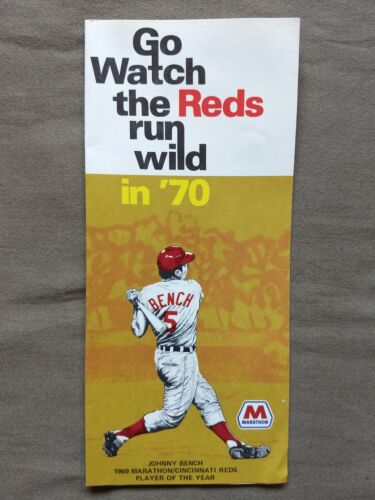 Go
Watch
the Reds
run
wild
in '70
BENCH
5
M
MARATHON
JOHNNY BENCH
1969 MARATHON/CINCINNATI REDS
PLAYER OF THE YEAR